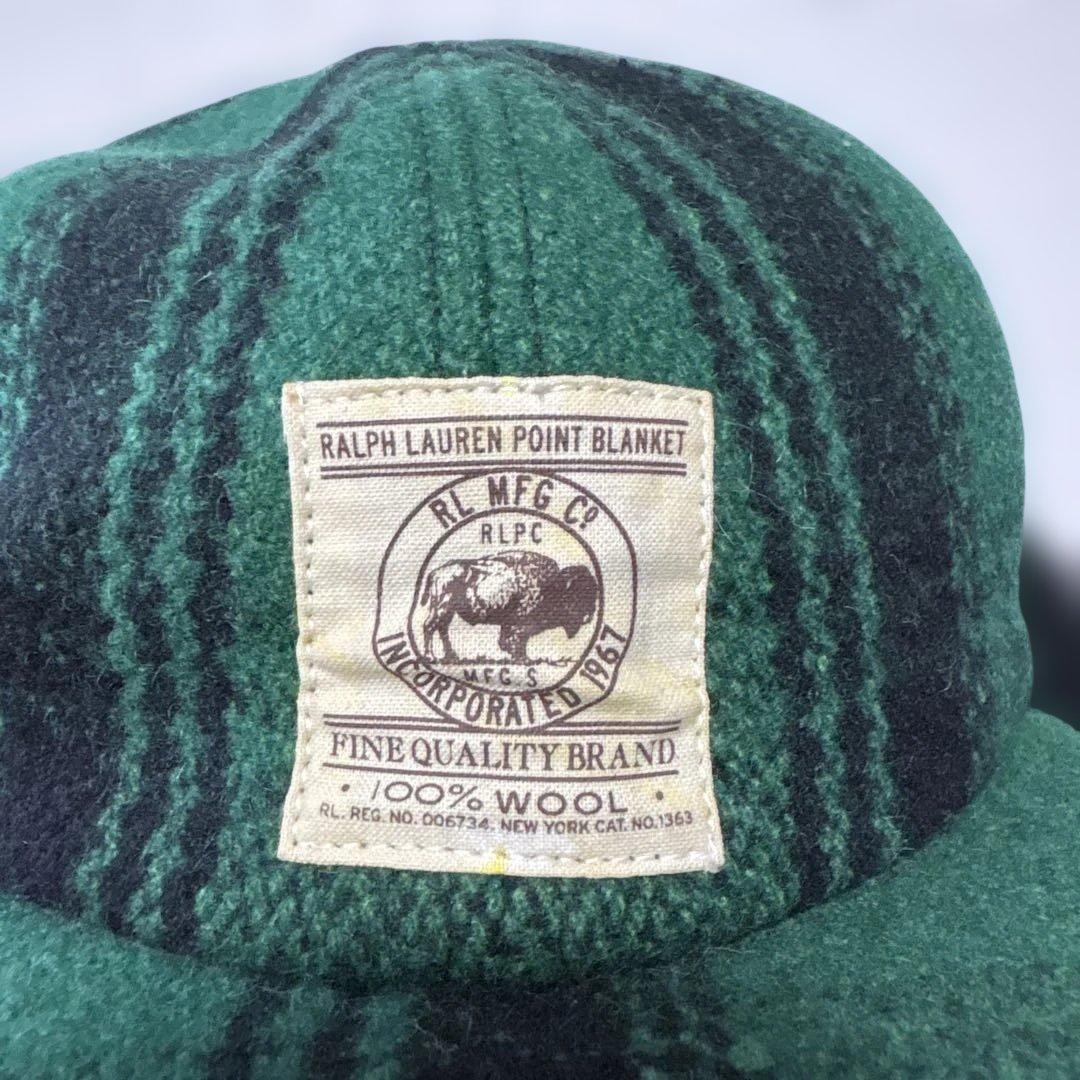 RALPH LAUREN POINT BLANKET
RL MFG Cº
RLPC
MFG.S
INCORPORATED 1967
FINE QUALITY BRAND
• 100% WOOL •
RL. REG. NO. 006734. NEW YORK CAT. NO.1363